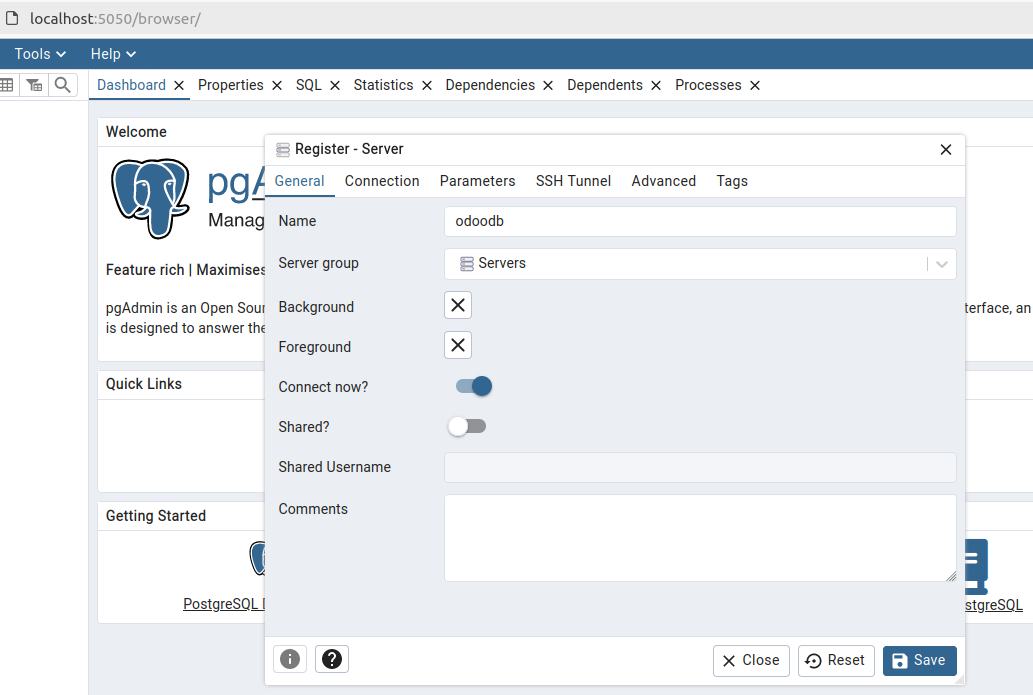 localhost:5050/browser/
Tools Help
Dashboard Properties SQL Statistics Dependencies Dependents Processes
Welcome
Register - Server
pgA
Manag
General Connection Parameters SSH Tunnel Advanced Tags
Name odoodb
Feature rich | Maximises
Server group Servers
pgAdmin is an Open Sour
terface, an
is designed to answer the
Background
Foreground
Quick Links
Connect now?
Shared?
Shared Username
Getting Started
Comments
PostgreSQL D
stgreSQL
Close Reset Save